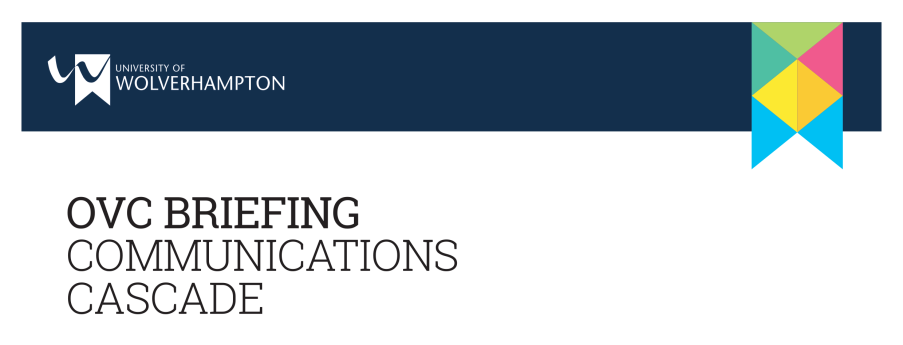 UNIVERSITY OF
WOLVERHAMPTON
OVC BRIEFING
COMMUNICATIONS
CASCADE